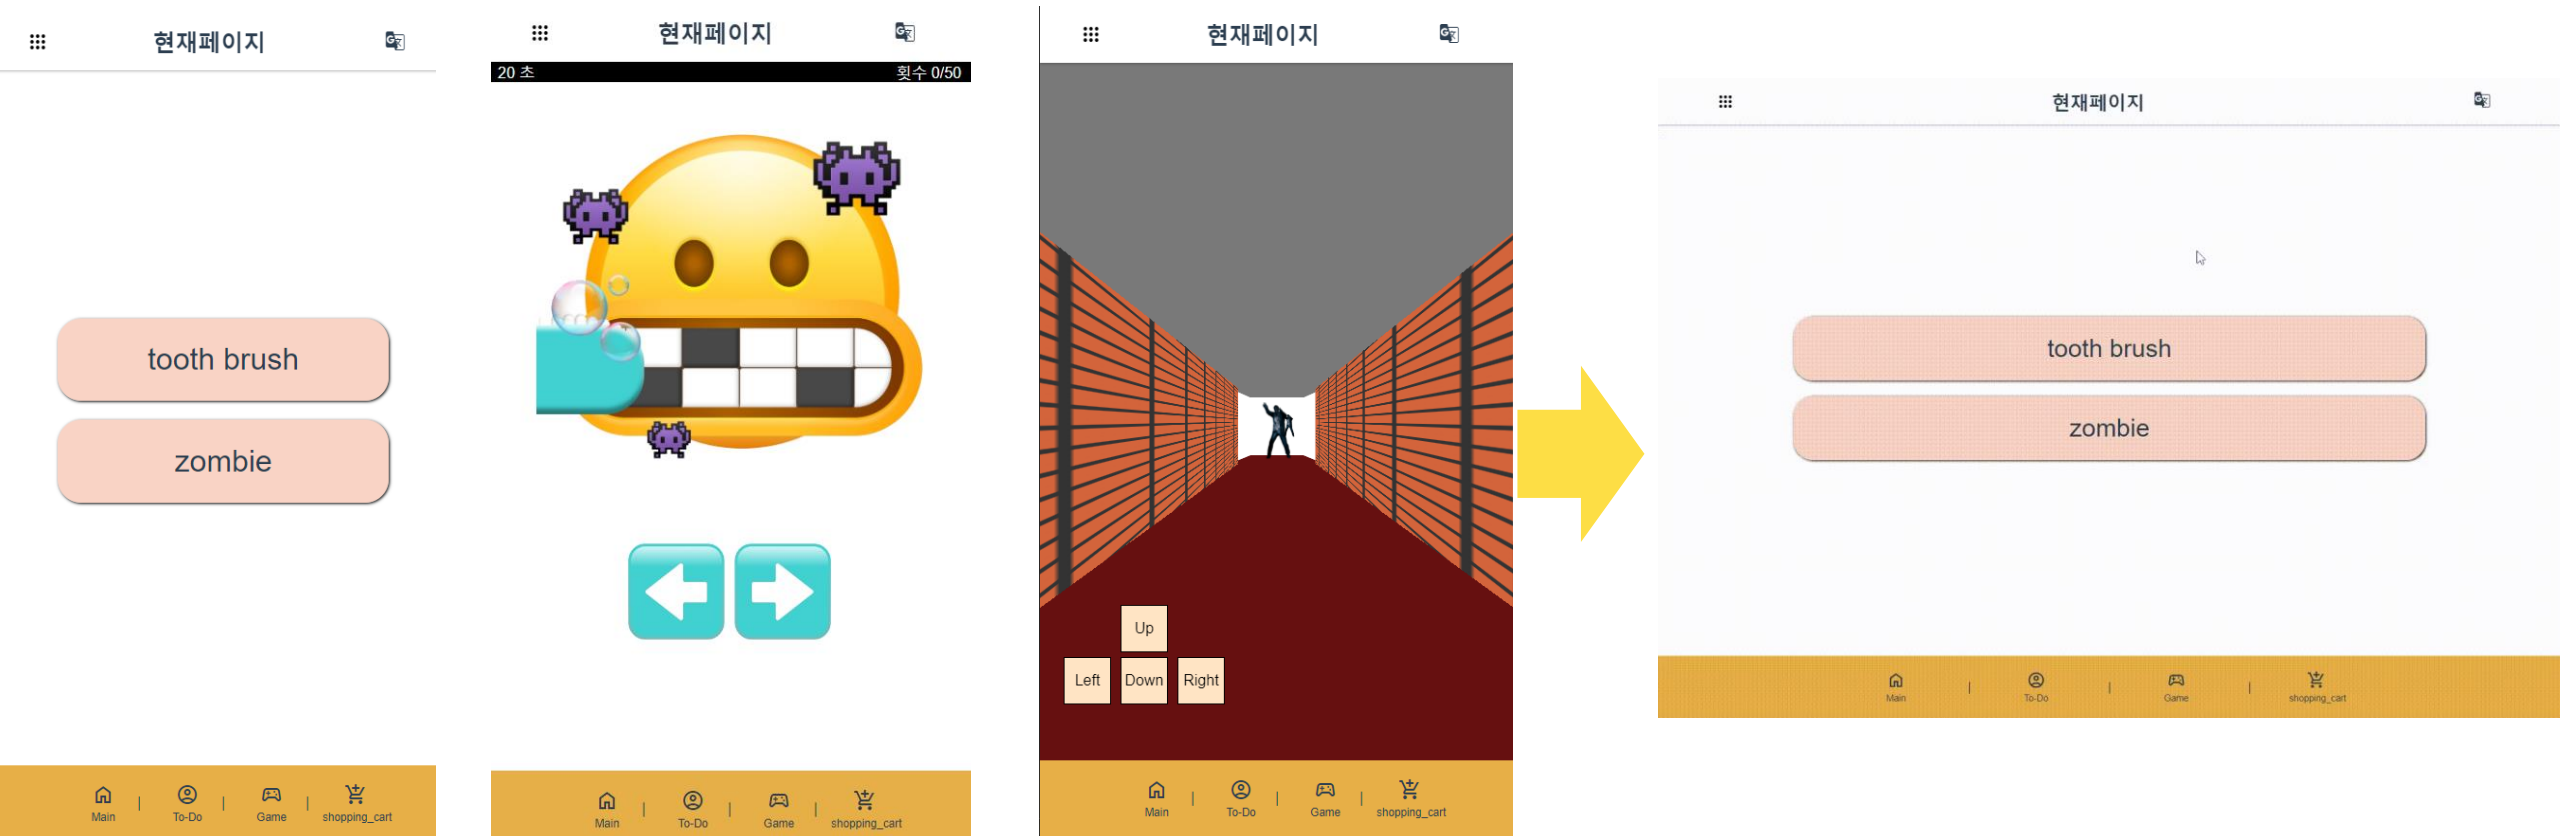 현재페이지
tooth brush
zombie
Main | To-Do | Game | shopping_cart
현재페이지
20 초 횟수 0/50
Main | To-Do | Game | shopping_cart
현재페이지
Up
Left Down Right
Main | To-Do | Game | shopping_cart
현재페이지
tooth brush
zombie
Main | To-Do | Game | shopping_cart